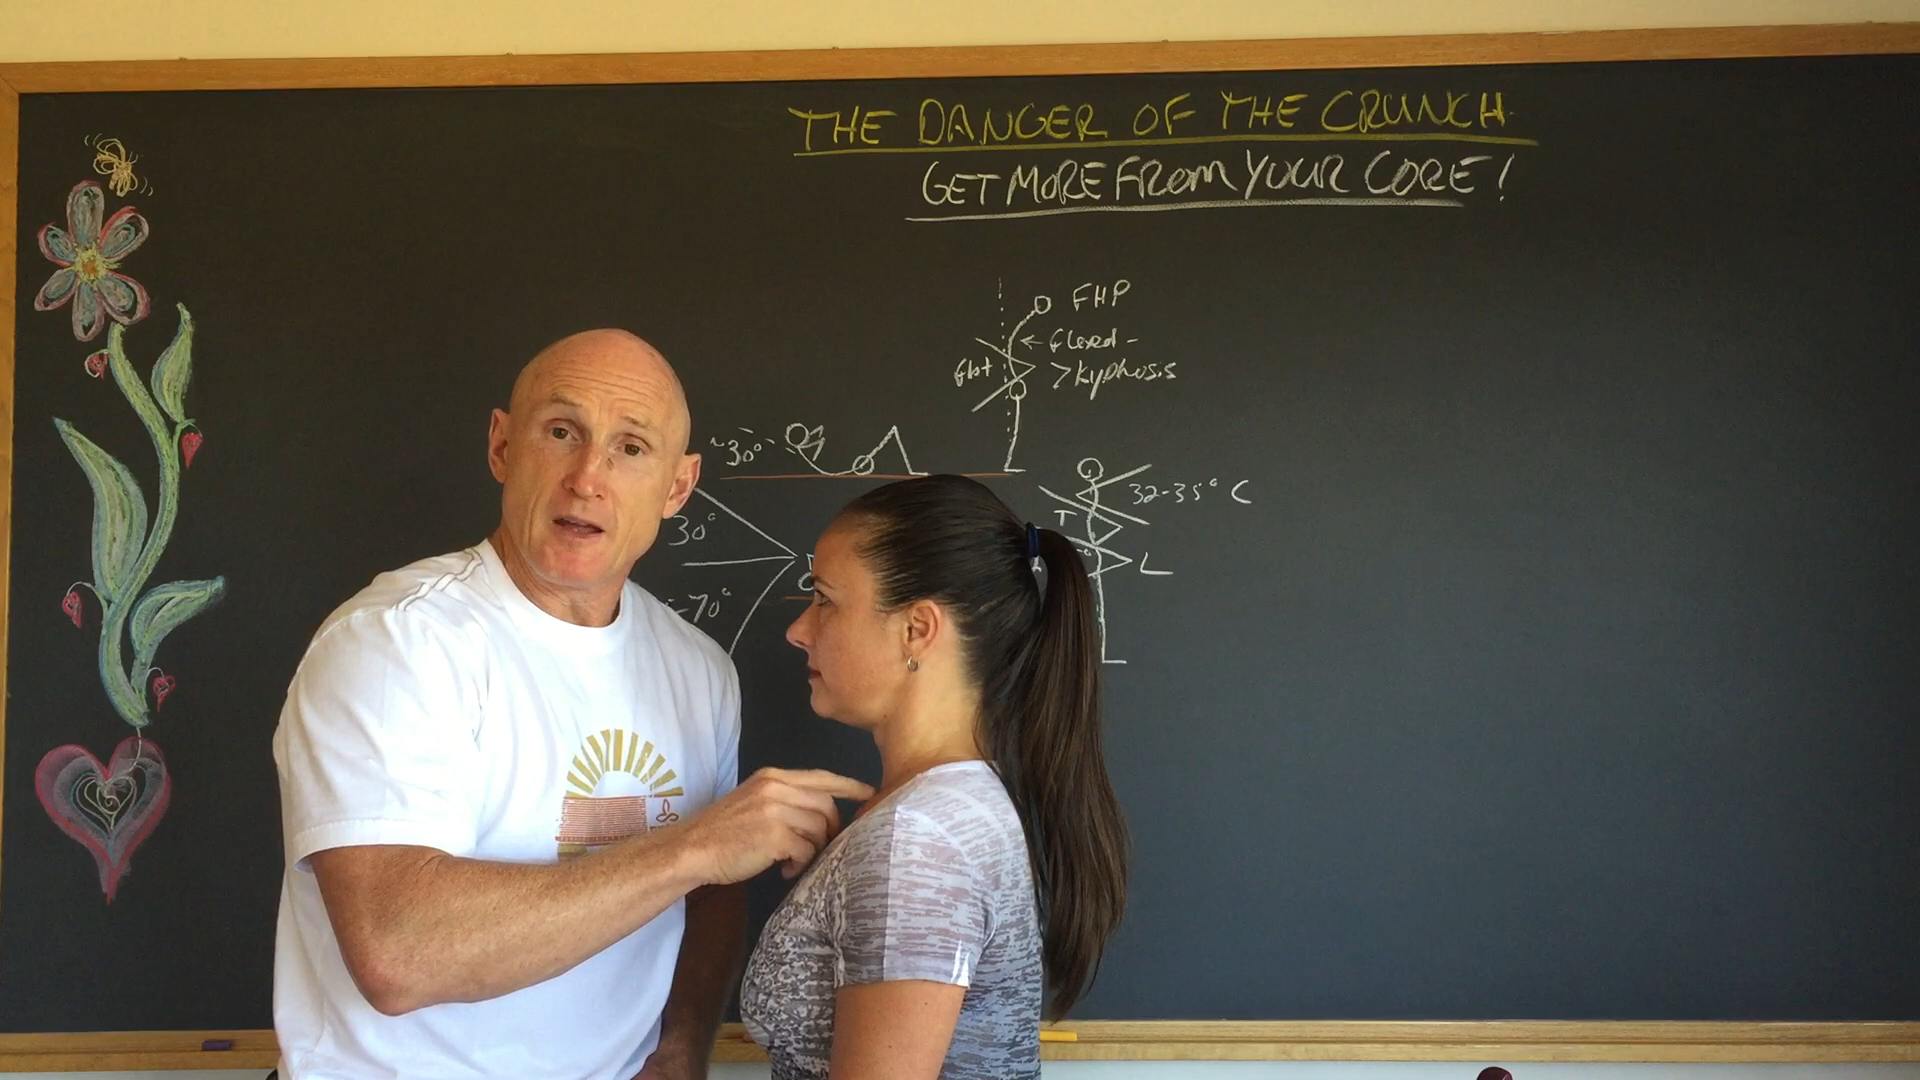 THE DANGER OF THE CRUNCH
GET MORE FROM YOUR CORE!
FHP
← flexed -
flat >Kyphosis
~30°
32-35° C
30°
T
L
-70°